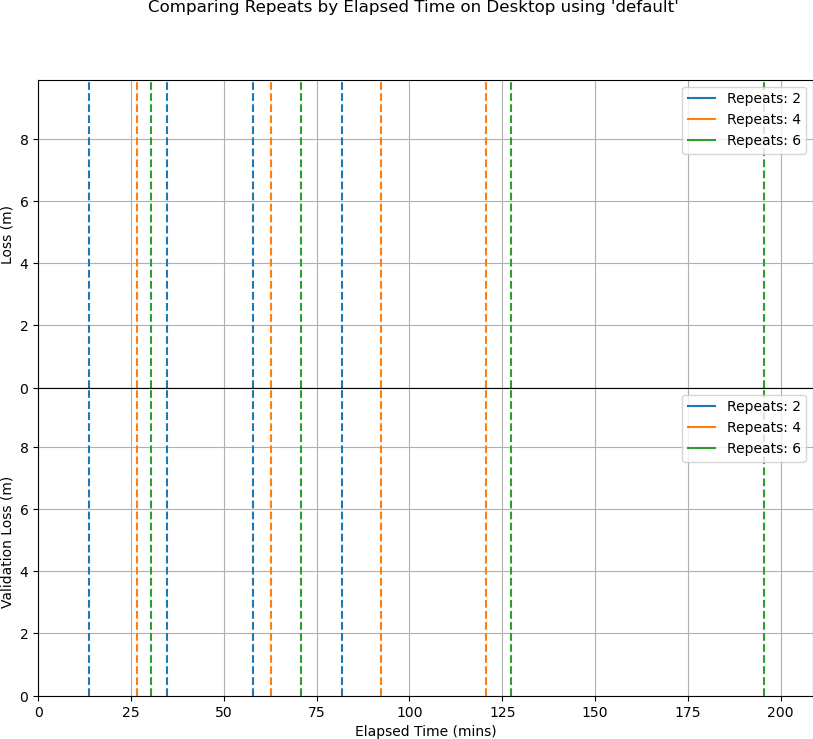 Comparing Repeats by Elapsed Time on Desktop using 'default'
Repeats: 2
Repeats: 4
Repeats: 6
8
6
4
2
0
Loss (m)
Repeats: 2
Repeats: 4
Repeats: 6
8
6
4
2
0
Validation Loss (m)
0 25 50 75 100 125 150 175 200
Elapsed Time (mins)